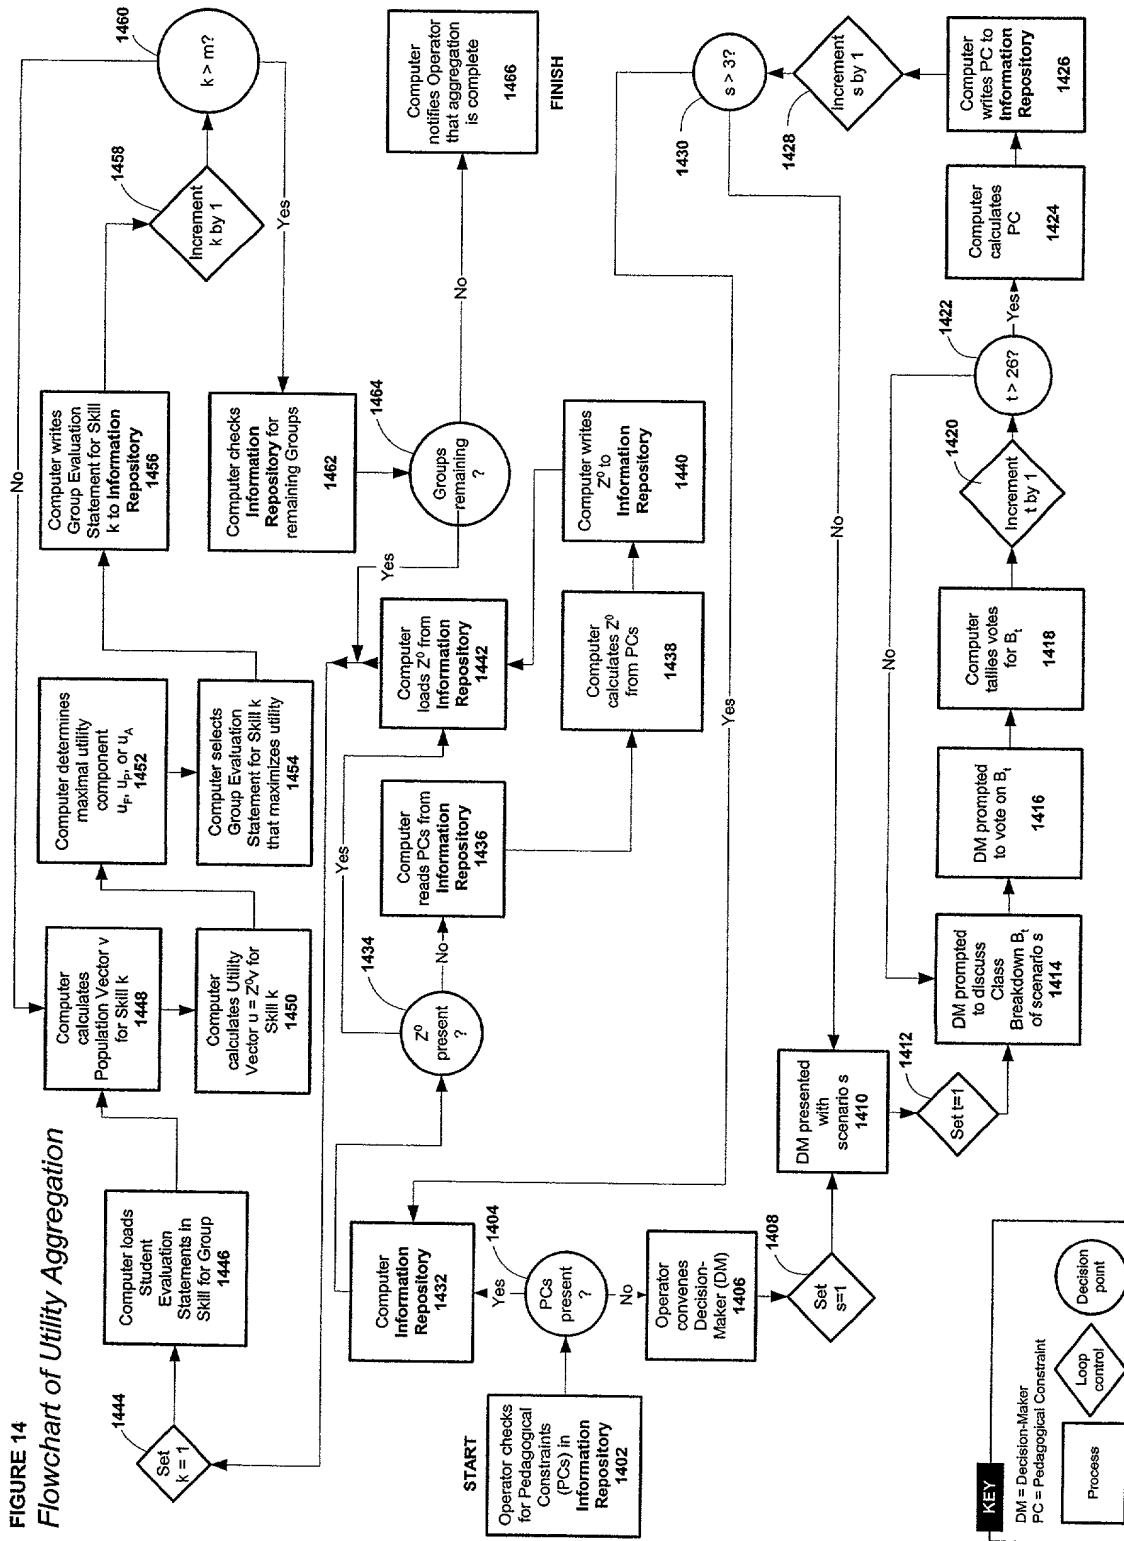 FIGURE 14
Flowchart of Utility Aggregation
START
Operator checks
for Pedagogical
Constraints
(PCs) in
Information
Repository
1402
PCs
present
?
1404
Yes
No
Operator
convenes
Decision-
Maker (DM)
1406
Set
s=1
1408
DM presented
with
scenario s
1410
Set t=1
1412
DM prompted
to discuss
Class
Breakdown Bt
of scenario s
1414
DM prompted
to vote on Bt
1416
Computer
tallies votes
for Bt
1418
Increment
t by 1
1420
t > 26?
1422
No
Yes
Computer
calculates
PC
1424
Computer
writes PC to
Information
Repository
1426
Increment
s by 1
1428
s > 3?
1430
No
Yes
Computer
Information
Repository
1432
Z⁰
present
?
1434
Yes
No
Computer
reads PCs from
Information
Repository
1436
Computer
calculates Z⁰
from PCs
1438
Computer writes
Z⁰ to
Information
Repository
1440
Computer
loads Z⁰ from
Information
Repository
1442
Set
k = 1
1444
Computer loads
Student
Evaluation
Statements in
Skill for Group
1446
Computer
calculates
Population Vector v
for Skill k
1448
Computer
calculates Utility
Vector u = Z⁰v for
Skill k
1450
Computer determines
maximal utility
component
uF, uP, or uA
1452
Computer selects
Group Evaluation
Statement for Skill k
that maximizes utility
1454
Computer writes
Group Evaluation
Statement for Skill
k to Information
Repository
1456
Increment
k by 1
1458
k > m?
1460
No
Yes
Computer checks
Information
Repository for
remaining Groups
1462
Groups
remaining
?
1464
Yes
No
Computer
notifies Operator
that aggregation
is complete
1466
FINISH
KEY
DM = Decision-Maker
PC = Pedagogical Constraint
Process
Loop
control
Decision
point